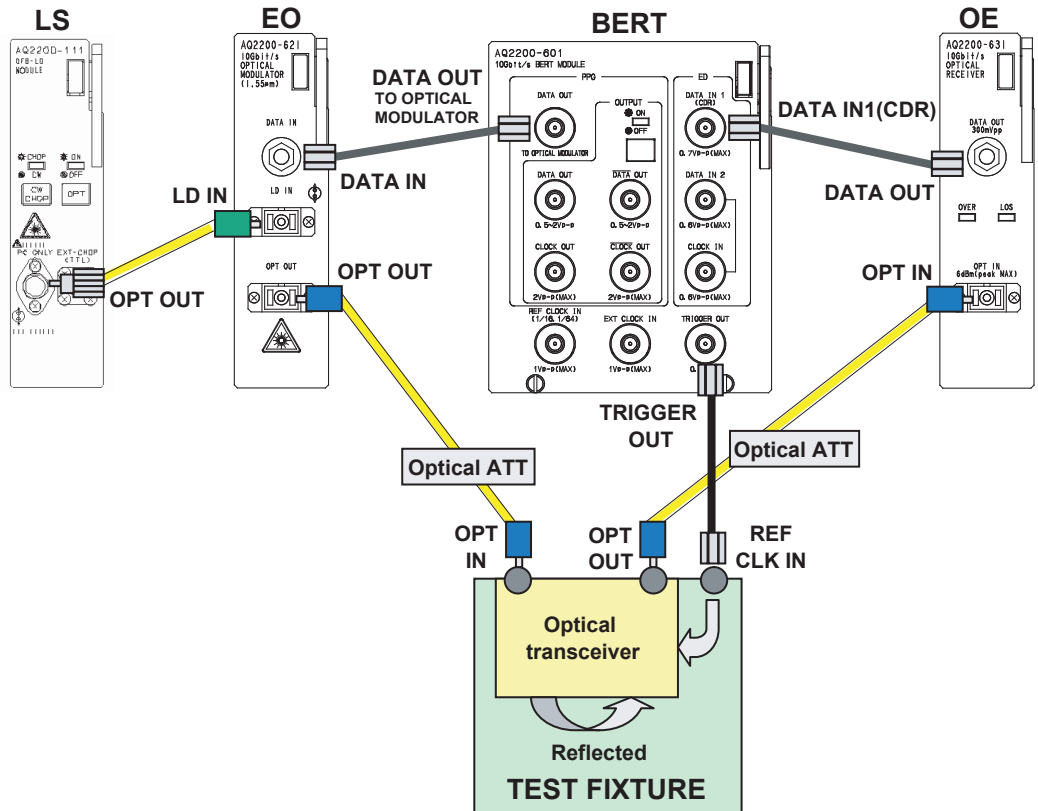 LS
AQ2200-111
DFB-LD
MODULE
CHOP
CW
ON
OFF
CW
CHOP
OPT
PC ONLY
EXT-CHOP
(TTL)
OPT OUT
EO
AQ2200-621
10Gbit/s
OPTICAL
MODULATOR
(1.55μm)
DATA IN
LD IN
OPT OUT
LD IN
DATA IN
OPT OUT
DATA OUT
TO OPTICAL
MODULATOR
BERT
AQ2200-601
10Gbit/s BERT MODULE
PPG
ED
DATA OUT
TO OPTICAL MODULATOR
OUTPUT
ON
OFF
DATA IN 1
(CDR)
0.7Vp-p(MAX)
DATA OUT
0.5~2Vp-p
DATA OUT
0.5~2Vp-p
DATA IN 2
0.6Vp-p(MAX)
CLOCK OUT
2Vp-p(MAX)
CLOCK OUT
2Vp-p(MAX)
CLOCK IN
0.6Vp-p(MAX)
REF CLOCK IN
(1/16, 1/64)
1Vp-p(MAX)
EXT CLOCK IN
1Vp-p(MAX)
TRIGGER OUT
0.
DATA IN1(CDR)
DATA OUT
OE
AQ2200-631
10Gbit/s
OPTICAL
RECEIVER
DATA OUT
300mVpp
OVER
LOS
OPT IN
6dBm(peak MAX)
OPT IN
TRIGGER
OUT
Optical ATT
Optical ATT
OPT
IN
OPT
OUT
REF
CLK IN
Optical
transceiver
Reflected
TEST FIXTURE